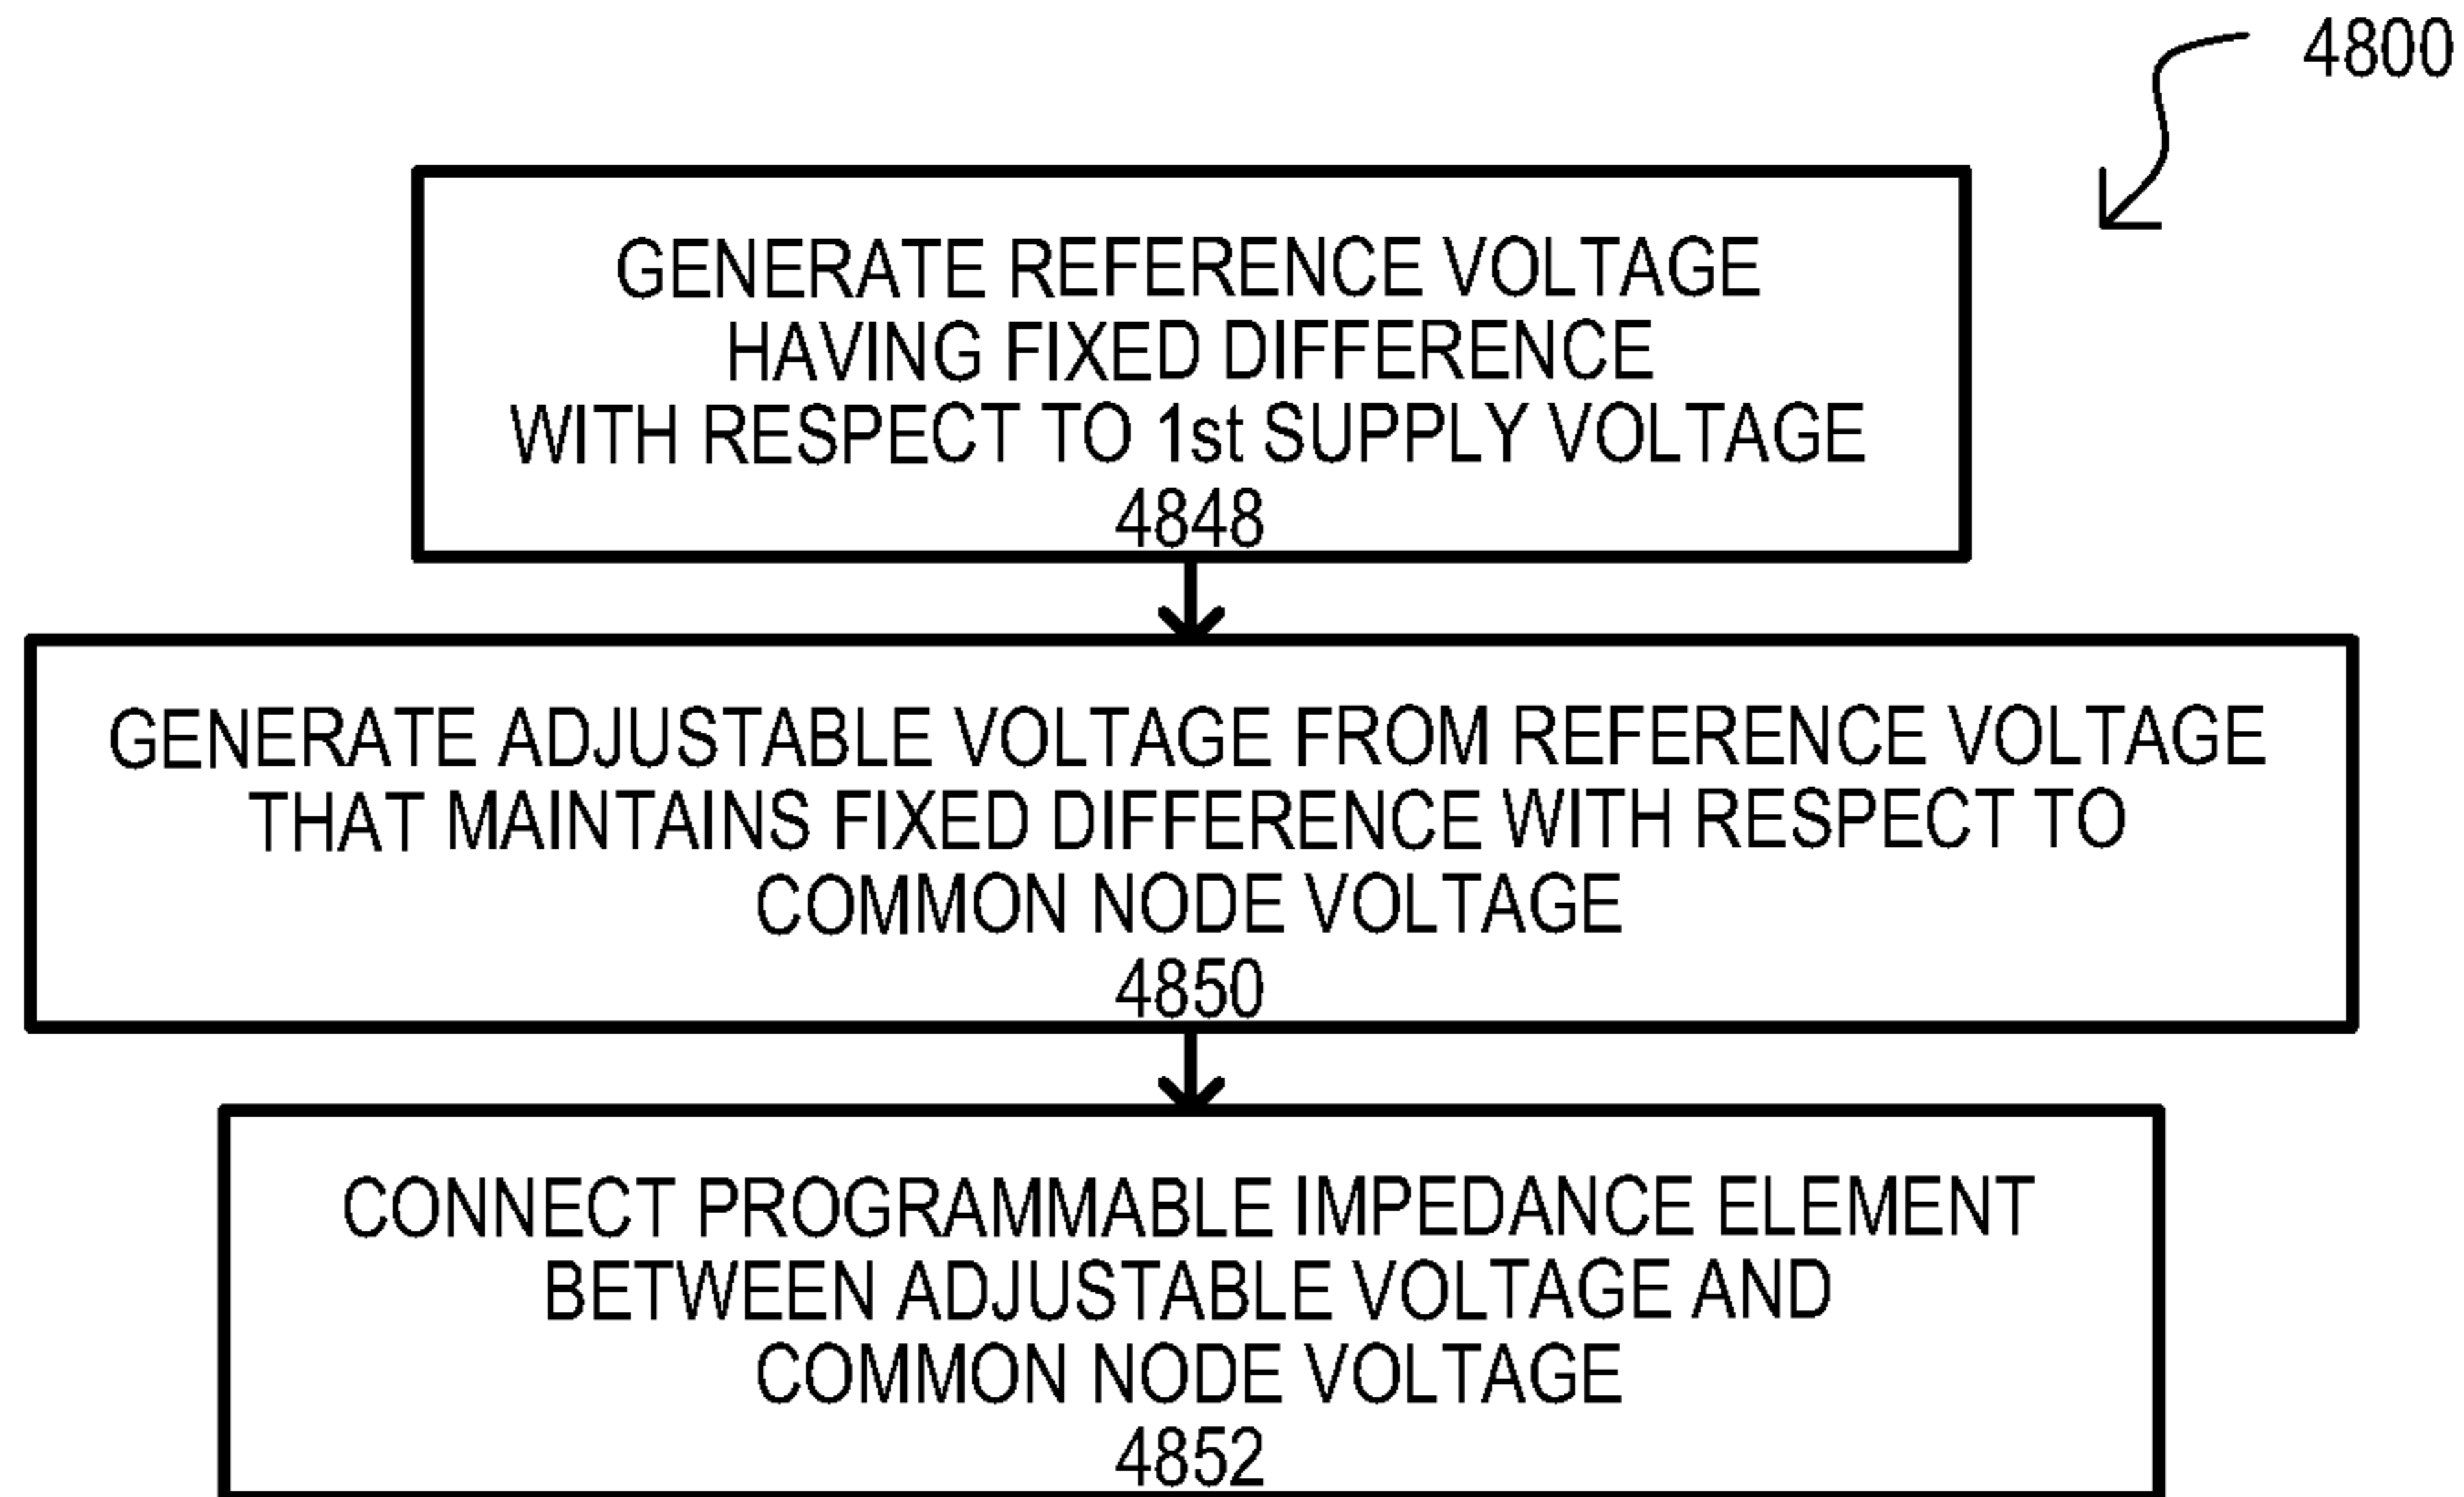 4800
GENERATE REFERENCE VOLTAGE
HAVING FIXED DIFFERENCE
WITH RESPECT TO 1st SUPPLY VOLTAGE
4848
GENERATE ADJUSTABLE VOLTAGE FROM REFERENCE VOLTAGE
THAT MAINTAINS FIXED DIFFERENCE WITH RESPECT TO
COMMON NODE VOLTAGE
4850
CONNECT PROGRAMMABLE IMPEDANCE ELEMENT
BETWEEN ADJUSTABLE VOLTAGE AND
COMMON NODE VOLTAGE
4852